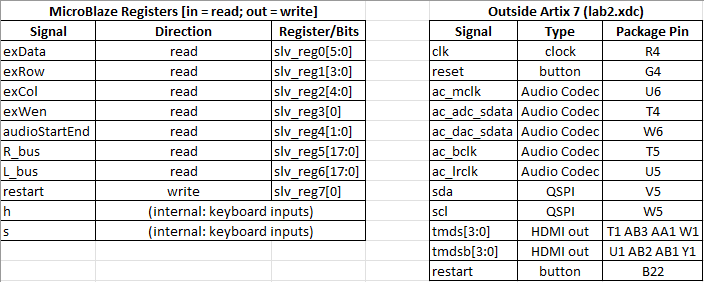 MicroBlaze Registers [in = read; out = write]
Signal Direction Register/Bits
exData read slv_reg0[5:0]
exRow read slv_reg1[3:0]
exCol read slv_reg2[4:0]
exWen read slv_reg3[0]
audioStartEnd read slv_reg4[1:0]
R_bus read slv_reg5[17:0]
L_bus read slv_reg6[17:0]
restart write slv_reg7[0]
h (internal: keyboard inputs)
s (internal: keyboard inputs)
Outside Artix 7 (lab2.xdc)
Signal Type Package Pin
clk clock R4
reset button G4
ac_mclk Audio Codec U6
ac_adc_sdata Audio Codec T4
ac_dac_sdata Audio Codec W6
ac_bclk Audio Codec T5
ac_lrclk Audio Codec U5
sda QSPI V5
scl QSPI W5
tmds[3:0] HDMI out T1 AB3 AA1 W1
tmdsb[3:0] HDMI out U1 AB2 AB1 Y1
restart button B22